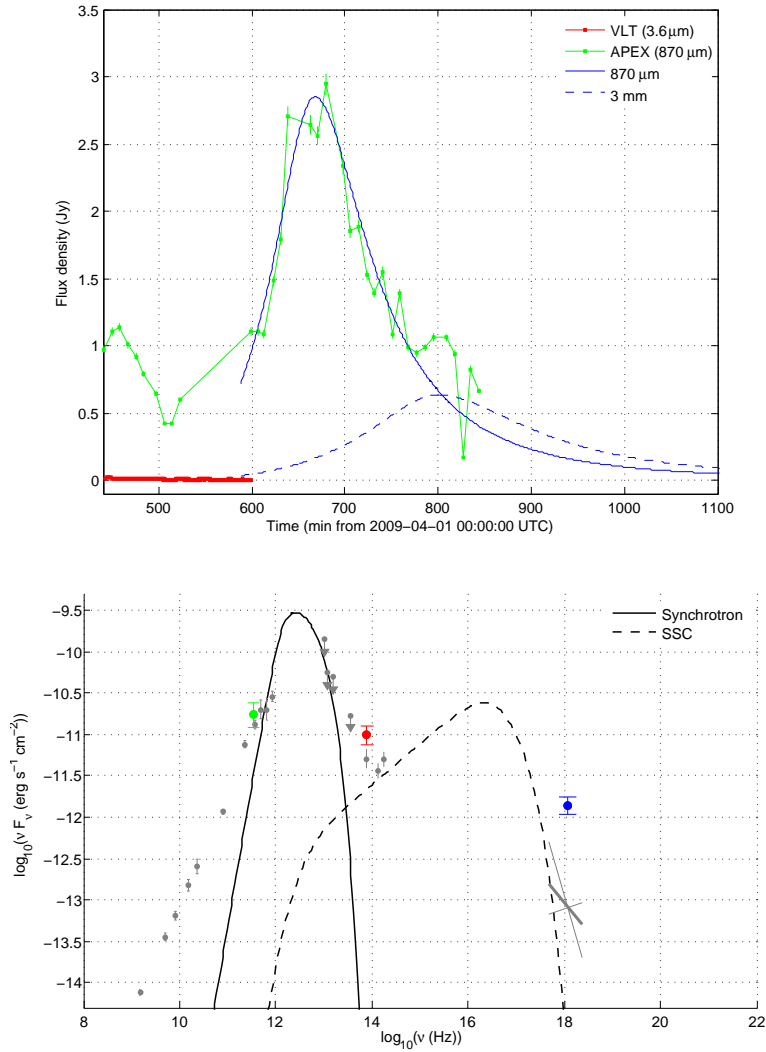 3.5
3
2.5
2
1.5
1
0.5
0
Flux density (Jy)
VLT (3.6µm)
APEX (870 µm)
870 µm
3 mm
500 600 700 800 900 1000 1100
Time (min from 2009−04−01 00:00:00 UTC)
−9.5
−10
−10.5
−11
−11.5
−12
−12.5
−13
−13.5
−14
log₁₀(ν Fᵥ (erg s⁻¹ cm⁻²))
Synchrotron
SSC
8 10 12 14 16 18 20 22
log₁₀(ν (Hz))